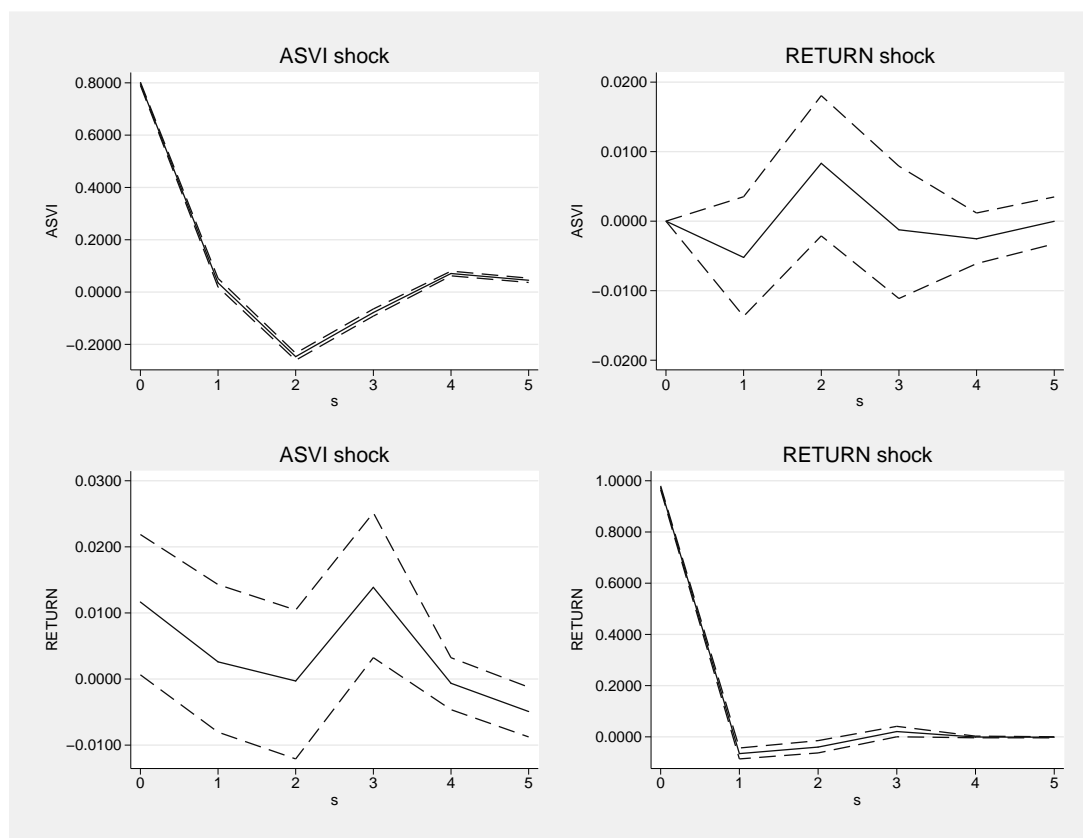 ASVI shock
0.8000
0.6000
0.4000
0.2000
0.0000
−0.2000
ASVI
0 1 2 3 4 5
s
RETURN shock
0.0200
0.0100
0.0000
−0.0100
−0.0200
ASVI
0 1 2 3 4 5
s
ASVI shock
0.0300
0.0200
0.0100
0.0000
−0.0100
RETURN
0 1 2 3 4 5
s
RETURN shock
1.0000
0.8000
0.6000
0.4000
0.2000
0.0000
RETURN
0 1 2 3 4 5
s